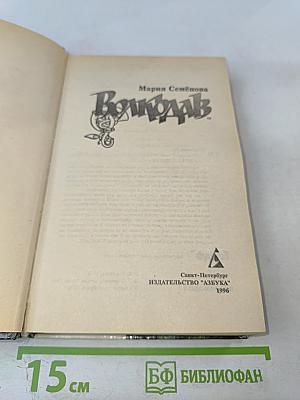 Мария Семёнова
Волкодав
Санкт-Петербург
ИЗДАТЕЛЬСТВО "АЗБУКА"
1996
15 см
БФ БИБЛИОФАН